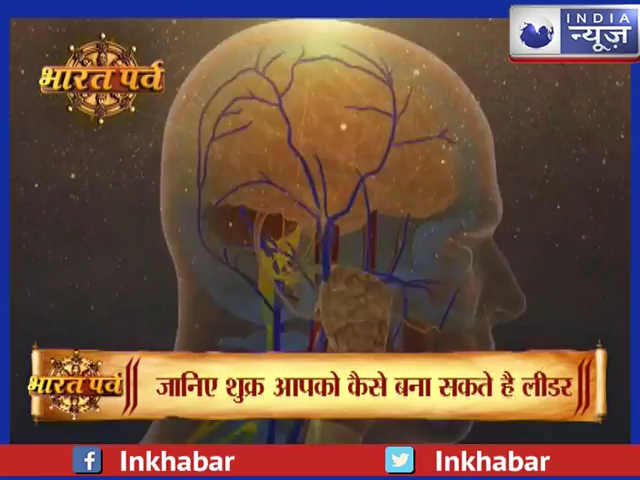 INDIA
न्यूज़
भारत पर्व
भारत पर्व
जानिए शुक्र आपको कैसे बना सकते है लीडर
Inkhabar
Inkhabar